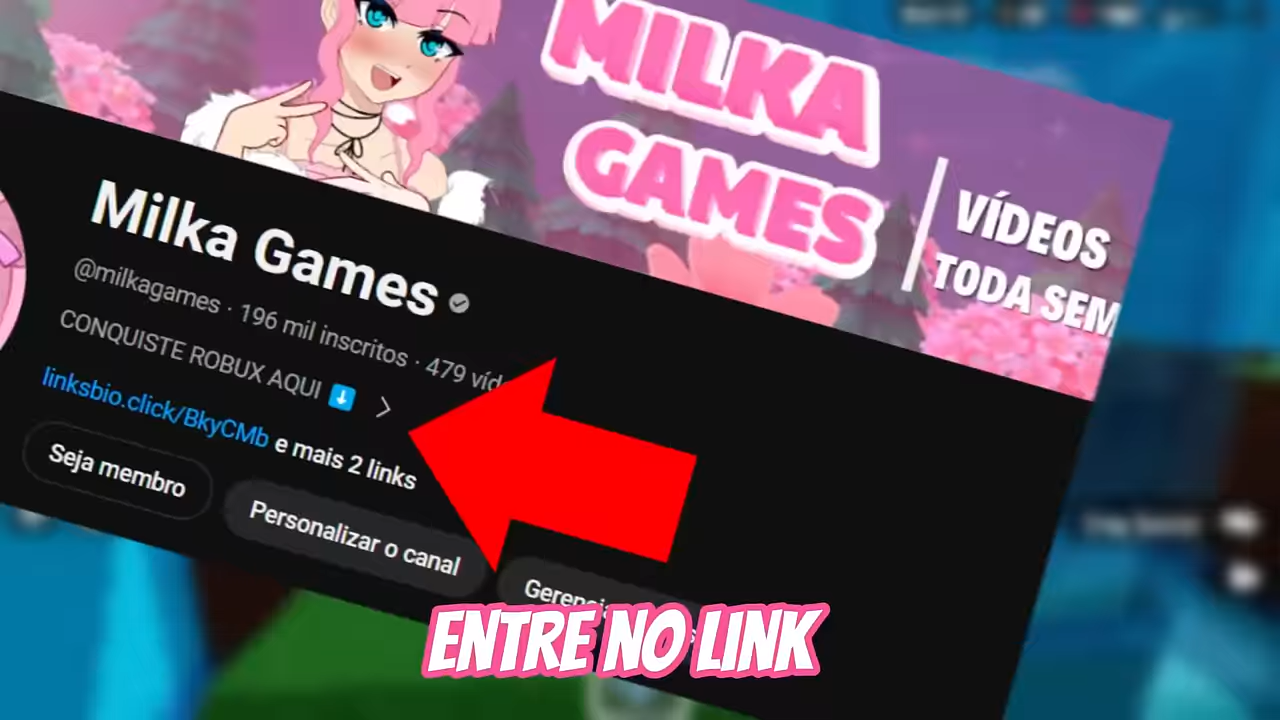 MILKA
GAMES
VÍDEOS
TODA SEM
Milka Games
@milkagames · 196 mil inscritos · 479 víd
CONQUISTE ROBUX AQUI
linksbio.click/BkyCMb e mais 2 links
Seja membro
Personalizar o canal
ENTRE NO LINK